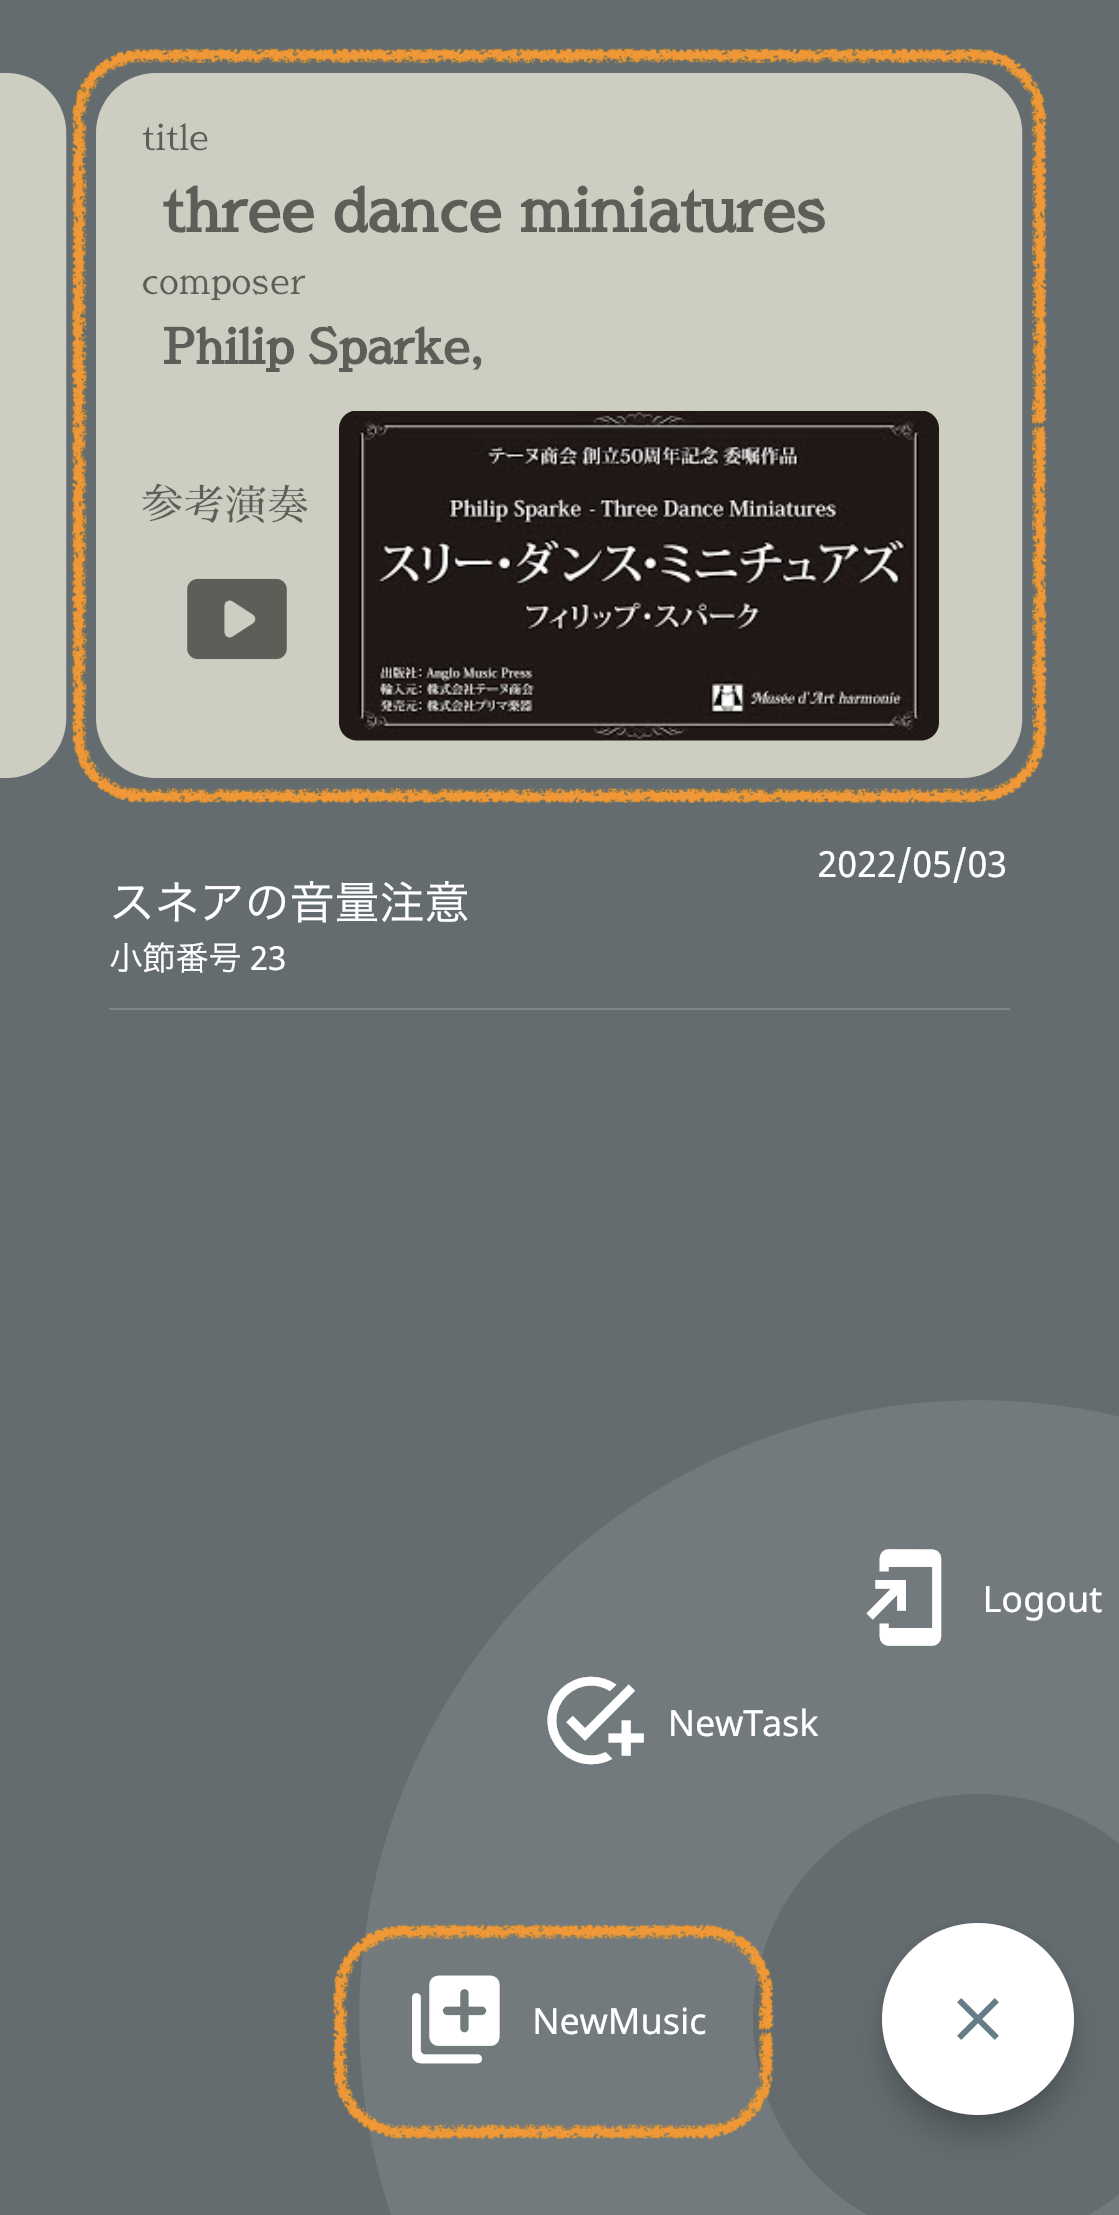 title
three dance miniatures
composer
Philip Sparke,
参考演奏
テーヌ商会 創立50周年記念 委嘱作品
Philip Sparke - Three Dance Miniatures
スリー・ダンス・ミニチュアズ
フィリップ・スパーク
出版社: Anglo Music Press
輸入元: 株式会社テーヌ商会
発売元: 株式会社プリマ楽器
Musée d'Art harmonie
2022/05/03
スネアの音量注意
小節番号 23
Logout
NewTask
NewMusic